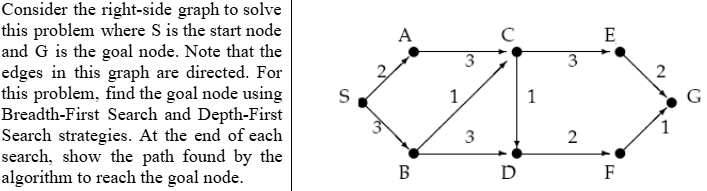 Consider the right-side graph to solve
this problem where S is the start node
and G is the goal node. Note that the
edges in this graph are directed. For
this problem, find the goal node using
Breadth-First Search and Depth-First
Search strategies. At the end of each
search, show the path found by the
algorithm to reach the goal node.
A C E
3 3
2 2
S 1 1 G
3 1
3 2
B D F